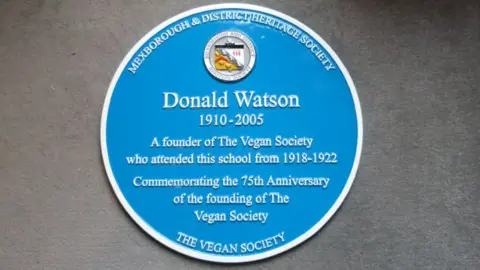 MEXBOROUGH & DISTRICT HERITAGE SOCIETY
Donald Watson
1910-2005
A founder of The Vegan Society
who attended this school from 1918-1922
Commemorating the 75th Anniversary
of the founding of The
Vegan Society
THE VEGAN SOCIETY